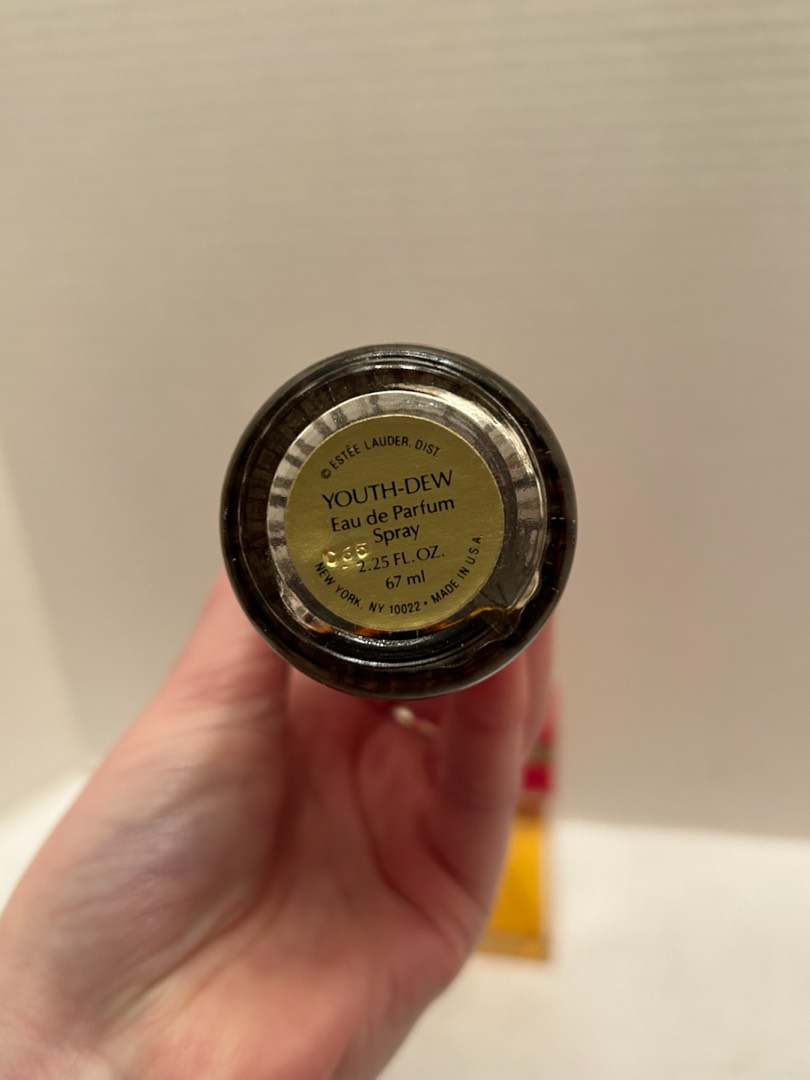 © ESTĒE LAUDER, DIST.
YOUTH-DEW
Eau de Parfum
Spray
2.25 FL. OZ.
67 ml
NEW YORK, NY 10022 • MADE IN U.S.A.